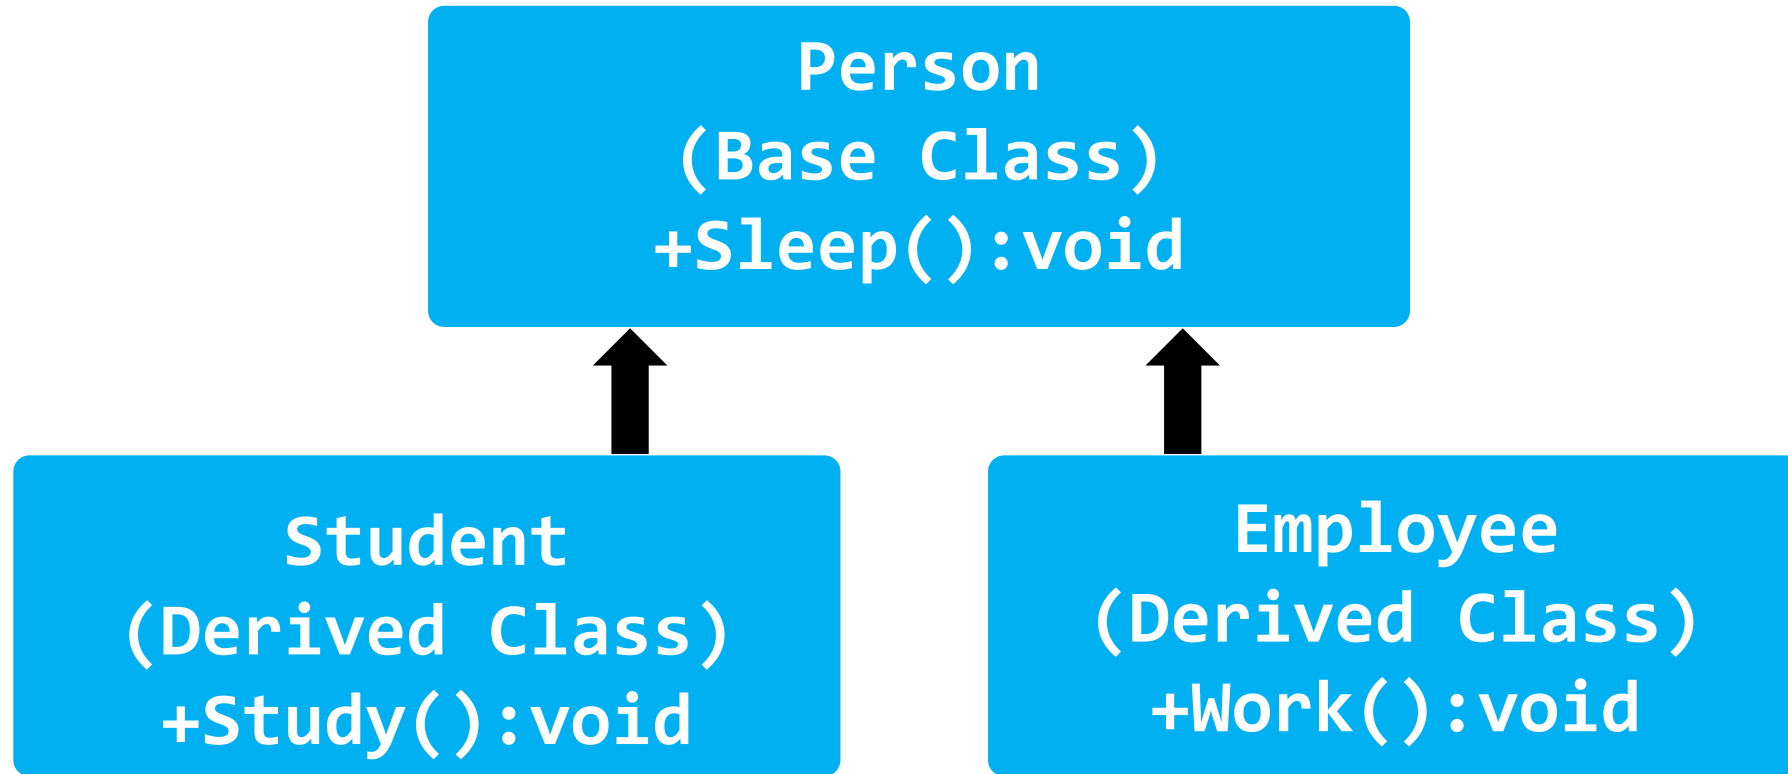 Person
(Base Class)
+Sleep():void
Student
(Derived Class)
+Study():void
Employee
(Derived Class)
+Work():void